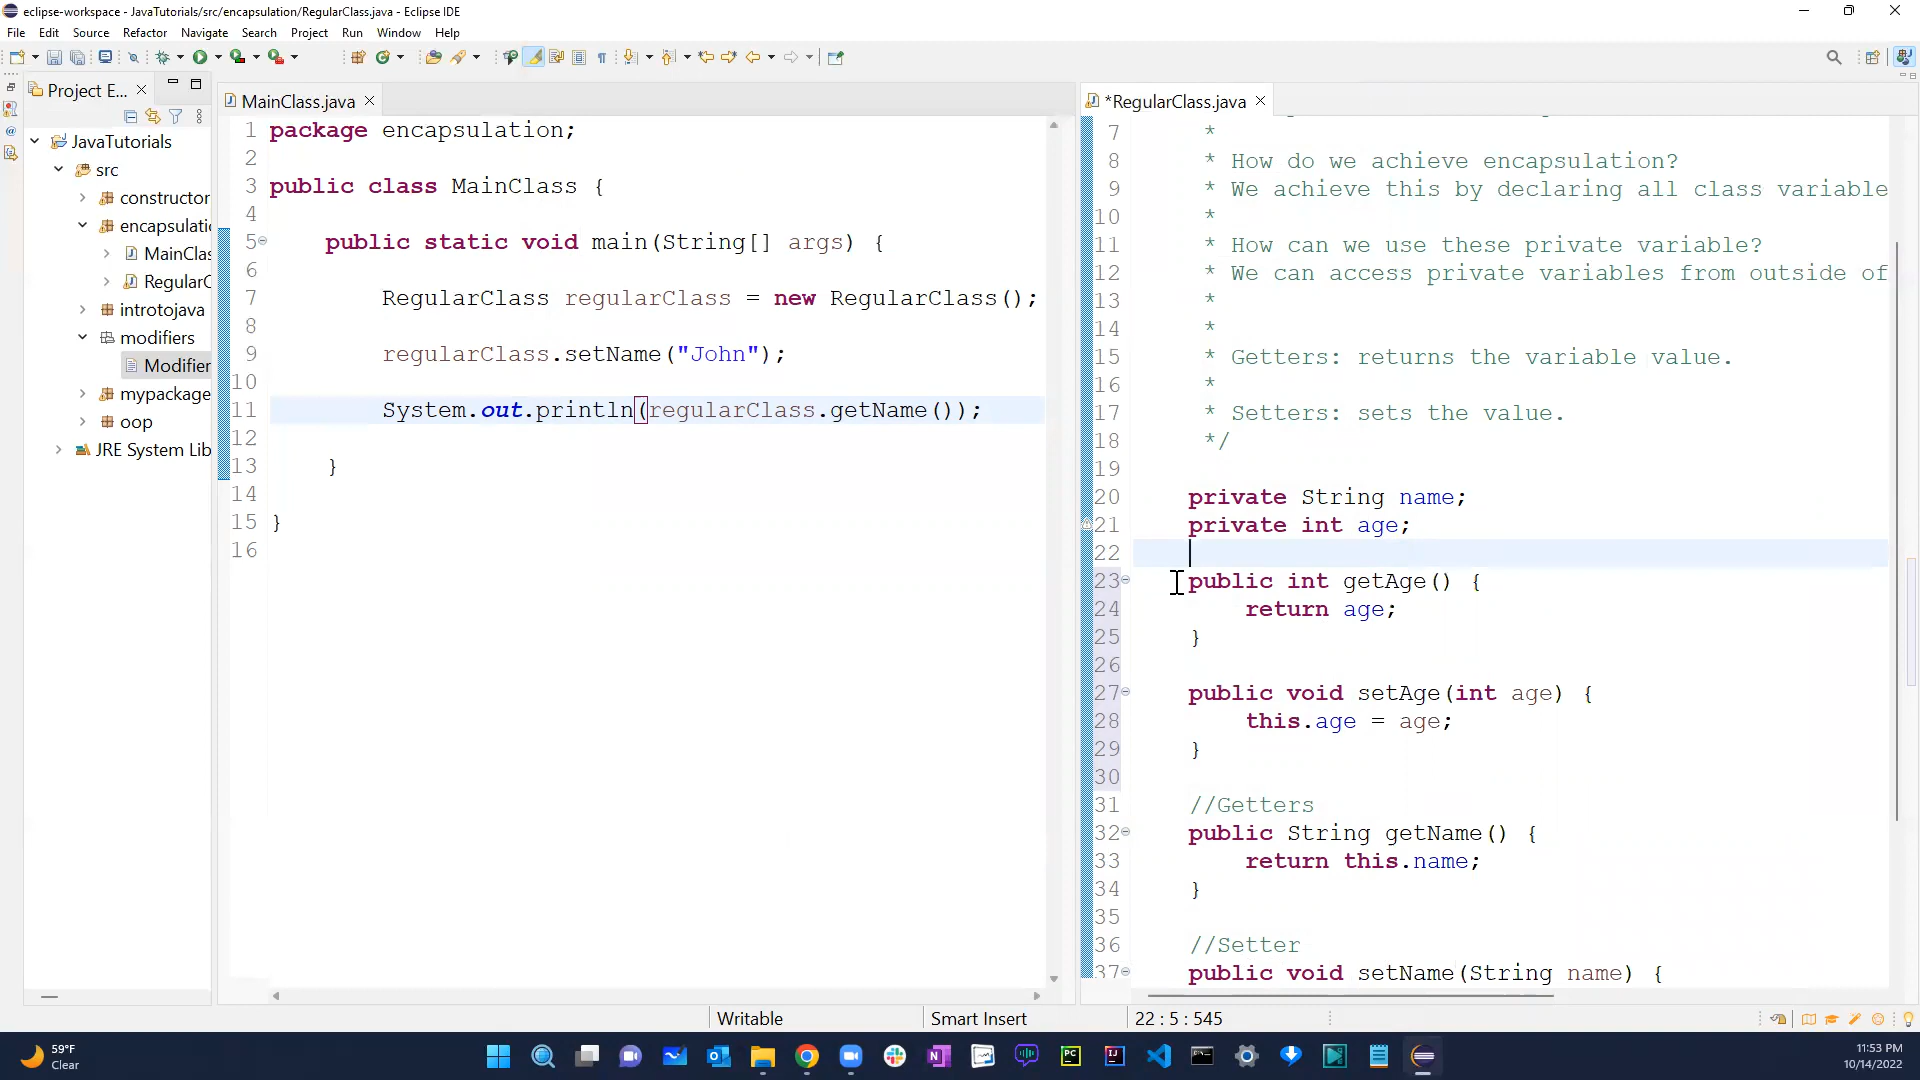 eclipse-workspace - JavaTutorials/src/encapsulation/RegularClass.java - Eclipse IDE
File Edit Source Refactor Navigate Search Project Run Window Help
Project E...
JavaTutorials
src
constructor
encapsulatio
MainClas
RegularC
introtojava
modifiers
Modifier
mypackage
oop
JRE System Lib
MainClass.java
1 package encapsulation;
2
3 public class MainClass {
4
5 public static void main(String[] args) {
6
7 RegularClass regularClass = new RegularClass();
8
9 regularClass.setName("John");
10
11 System.out.println(regularClass.getName());
12
13 }
14
15 }
16
*RegularClass.java
7 *
8 * How do we achieve encapsulation?
9 * We achieve this by declaring all class variable
10 *
11 * How can we use these private variable?
12 * We can access private variables from outside of
13 *
14 *
15 * Getters: returns the variable value.
16 *
17 * Setters: sets the value.
18 */
19
20 private String name;
21 private int age;
22
23 public int getAge() {
24 return age;
25 }
26
27 public void setAge(int age) {
28 this.age = age;
29 }
30
31 //Getters
32 public String getName() {
33 return this.name;
34 }
35
36 //Setter
37 public void setName(String name) {
Writable Smart Insert 22 : 5 : 545
59°F
Clear
11:53 PM
10/14/2022